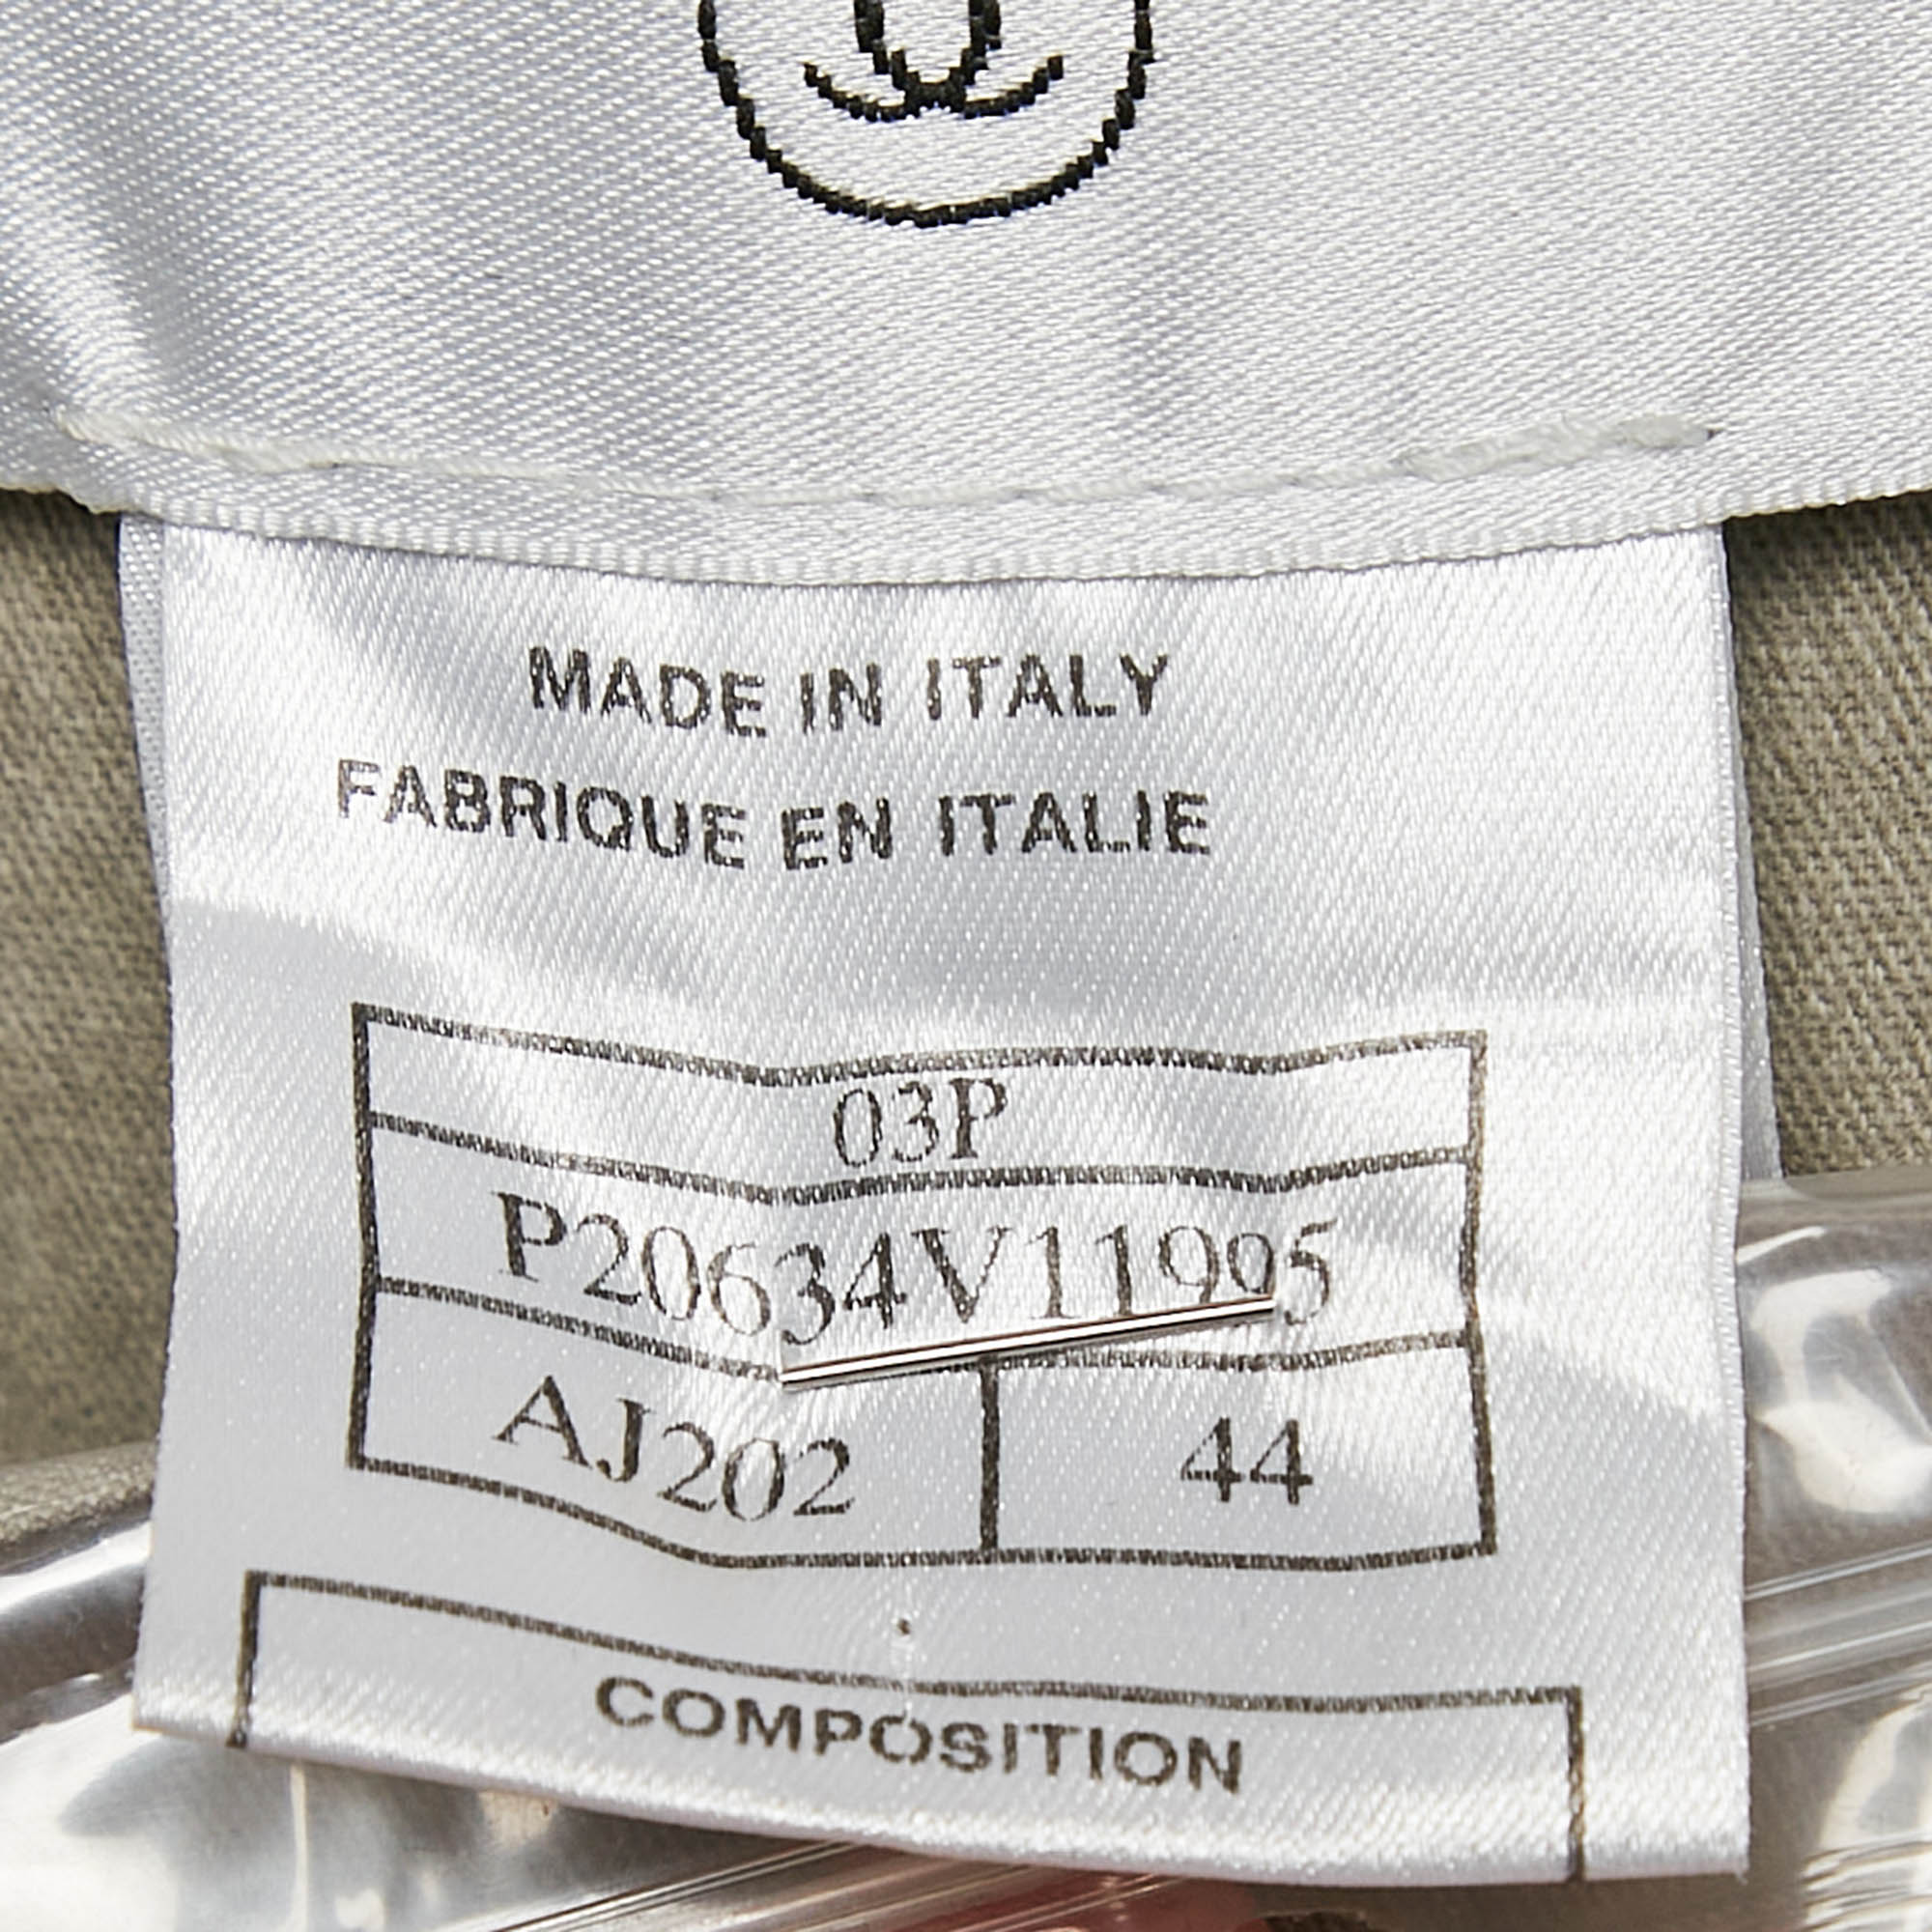 MADE IN ITALY
FABRIQUE EN ITALIE
03P
P20634V11995
AJ202
44
COMPOSITION